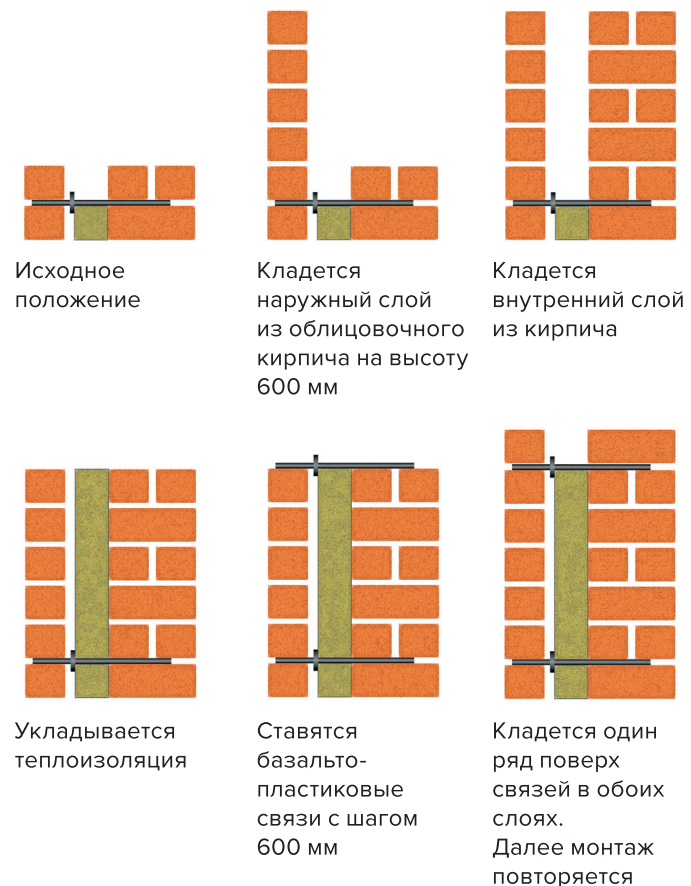 Исходное
положение
Кладется
наружный слой
из облицовочного
кирпича на высоту
600 мм
Кладется
внутренний слой
из кирпича
Укладывается
теплоизоляция
Ставятся
базальто-
пластиковые
связи с шагом
600 мм
Кладется один
ряд поверх
связей в обоих
слоях.
Далее монтаж
повторяется